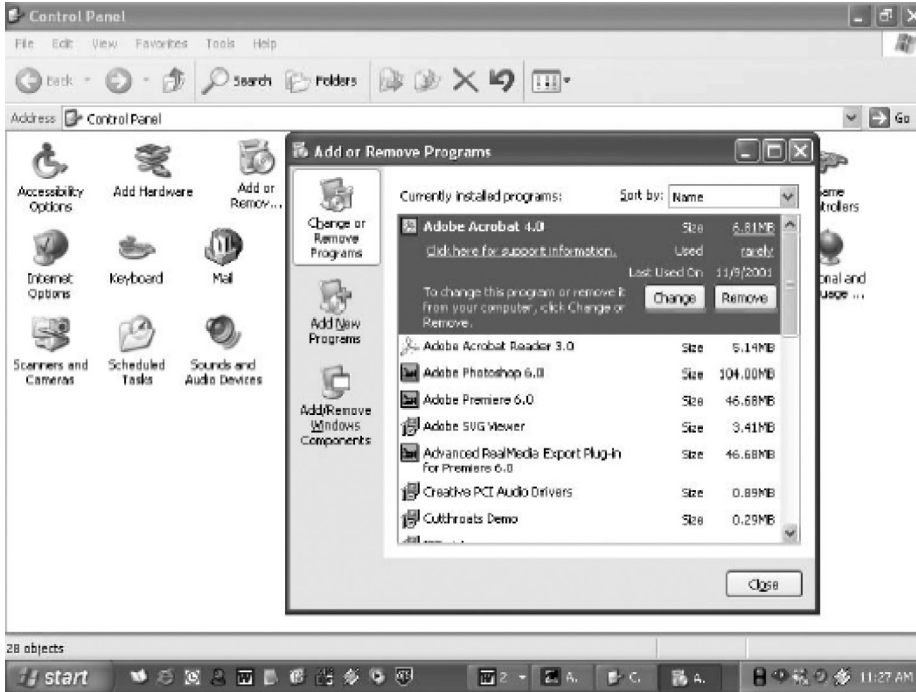 Control Panel
File Edit View Favorites Tools Help
Back Search Folders
Address Control Panel Go
Accessibility Options
Add Hardware
Add or Remov...
Internet Options
Keyboard
Mail
Scanners and Cameras
Scheduled Tasks
Sounds and Audio Devices
Add or Remove Programs
Change or Remove Programs
Add New Programs
Add/Remove Windows Components
Currently installed programs: Sort by: Name
Adobe Acrobat 4.0 Size 6.81MB
Click here for support information. Used rarely
Last Used On 11/9/2001
To change this program or remove it
from your computer, click Change or
Remove.
Change Remove
Adobe Acrobat Reader 3.0 Size 5.14MB
Adobe Photoshop 6.0 Size 104.00MB
Adobe Premiere 6.0 Size 46.68MB
Adobe SVG Viewer Size 3.41MB
Advanced RealMedia Export Plug-in Size 46.68MB
for Premiere 6.0
Creative PCI Audio Drivers Size 0.89MB
Cutthroats Demo Size 0.29MB
Close
28 objects
start 2 A. C. A. 11:27 AM